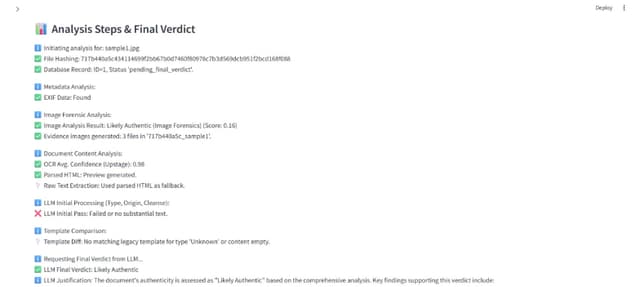 Deploy
Analysis Steps & Final Verdict
Initiating analysis for: sample1.jpg
File Hashing:
Database Record: ID=1, Status 'pending_final_verdict'.
Metadata Analysis:
EXIF Data: Found
Image Forensic Analysis:
Image Analysis Result: Likely Authentic (Image Forensics) (Score: 0.16)
Evidence images generated: 3 files in '717b440a5c_sample1'.
Document Content Analysis:
OCR Avg. Confidence (Upstage): 0.98
Parsed HTML: Preview generated.
? Raw Text Extraction: Used parsed HTML as fallback.
LLM Initial Processing (Type, Origin, Cleanse):
LLM Initial Pass: Failed or no substantial text.
Template Comparison:
? Template Diff: No matching legacy template for type 'Unknown' or content empty.
Requesting Final Verdict from LLM...
LLM Final Verdict: Likely Authentic
LLM Justification: The document's authenticity is assessed as "Likely Authentic" based on the comprehensive analysis. Key findings supporting this verdict include: